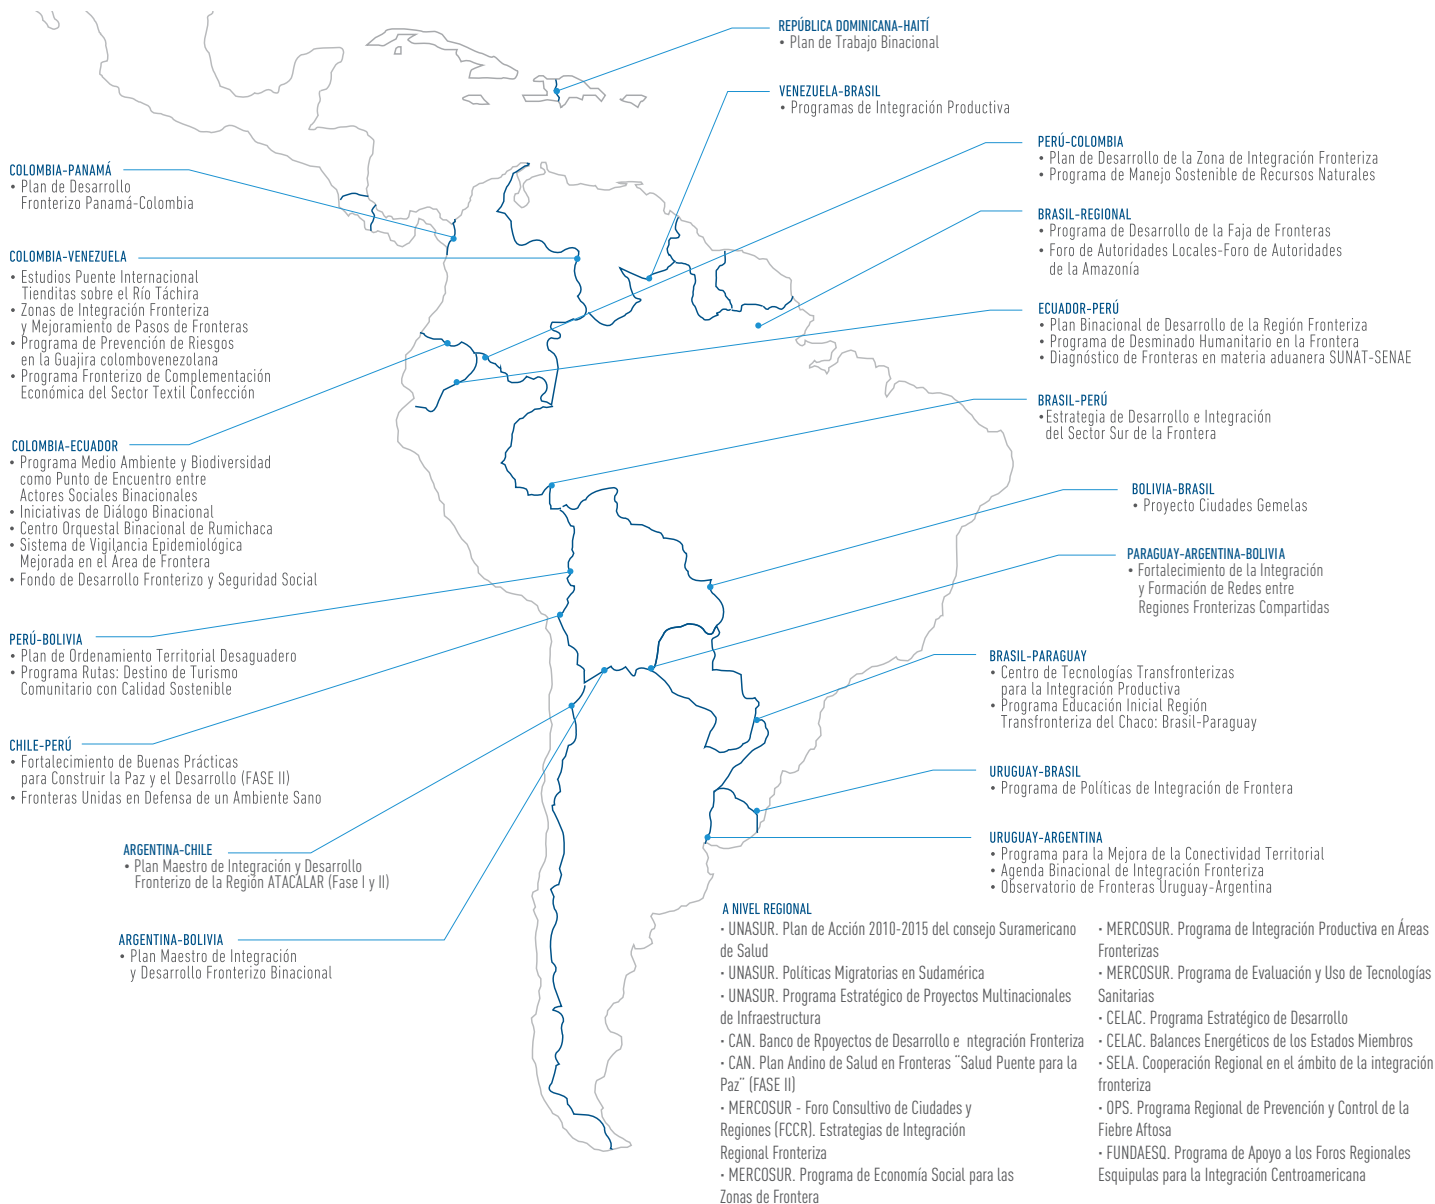 REPÚBLICA DOMINICANA-HAITÍ
• Plan de Trabajo Binacional
VENEZUELA-BRASIL
• Programas de Integración Productiva
COLOMBIA-PANAMÁ
• Plan de Desarrollo
Fronterizo Panamá-Colombia
COLOMBIA-VENEZUELA
• Estudios Puente Internacional
Tienditas sobre el Río Táchira
• Zonas de Integración Fronteriza
y Mejoramiento de Pasos de Fronteras
• Programa de Prevención de Riesgos
en la Guajira colombovenezolana
• Programa Fronterizo de Complementación
Económica del Sector Textil Confección
COLOMBIA-ECUADOR
• Programa Medio Ambiente y Biodiversidad
como Punto de Encuentro entre
Actores Sociales Binacionales
• Iniciativas de Diálogo Binacional
• Centro Orquestal Binacional de Rumichaca
• Sistema de Vigilancia Epidemiológica
Mejorada en el Área de Frontera
• Fondo de Desarrollo Fronterizo y Seguridad Social
PERÚ-BOLIVIA
• Plan de Ordenamiento Territorial Desaguadero
• Programa Rutas: Destino de Turismo
Comunitario con Calidad Sostenible
CHILE-PERÚ
• Fortalecimiento de Buenas Prácticas
para Construir la Paz y el Desarrollo (FASE II)
• Fronteras Unidas en Defensa de un Ambiente Sano
ARGENTINA-CHILE
• Plan Maestro de Integración y Desarrollo
Fronterizo de la Región ATACALAR (Fase I y II)
ARGENTINA-BOLIVIA
• Plan Maestro de Integración
y Desarrollo Fronterizo Binacional
PERÚ-COLOMBIA
• Plan de Desarrollo de la Zona de Integración Fronteriza
• Programa de Manejo Sostenible de Recursos Naturales
BRASIL-REGIONAL
• Programa de Desarrollo de la Faja de Fronteras
• Foro de Autoridades Locales-Foro de Autoridades
de la Amazonía
ECUADOR-PERÚ
• Plan Binacional de Desarrollo de la Región Fronteriza
• Programa de Desminado Humanitario en la Frontera
• Diagnóstico de Fronteras en materia aduanera SUNAT-SENAE
BRASIL-PERÚ
• Estrategia de Desarrollo e Integración
del Sector Sur de la Frontera
BOLIVIA-BRASIL
• Proyecto Ciudades Gemelas
PARAGUAY-ARGENTINA-BOLIVIA
• Fortalecimiento de la Integración
y Formación de Redes entre
Regiones Fronterizas Compartidas
BRASIL-PARAGUAY
• Centro de Tecnologías Transfronterizas
para la Integración Productiva
• Programa Educación Inicial Región
Transfronteriza del Chaco: Brasil-Paraguay
URUGUAY-BRASIL
• Programa de Políticas de Integración de Frontera
URUGUAY-ARGENTINA
• Programa para la Mejora de la Conectividad Territorial
• Agenda Binacional de Integración Fronteriza
• Observatorio de Fronteras Uruguay-Argentina
A NIVEL REGIONAL
· UNASUR. Plan de Acción 2010-2015 del consejo Suramericano
de Salud
· UNASUR. Políticas Migratorias en Sudamérica
· UNASUR. Programa Estratégico de Proyectos Multinacionales
de Infraestructura
· CAN. Banco de Rpoyectos de Desarrollo e ntegración Fronteriza
· CAN. Plan Andino de Salud en Fronteras ¨Salud Puente para la
Paz¨ (FASE II)
· MERCOSUR - Foro Consultivo de Ciudades y
Regiones (FCCR). Estrategias de Integración
Regional Fronteriza
· MERCOSUR. Programa de Economía Social para las
Zonas de Frontera
· MERCOSUR. Programa de Integración Productiva en Áreas
Fronterizas
· MERCOSUR. Programa de Evaluación y Uso de Tecnologías
Sanitarias
· CELAC. Programa Estratégico de Desarrollo
· CELAC. Balances Energéticos de los Estados Miembros
· SELA. Cooperación Regional en el ámbito de la integración
fronteriza
· OPS. Programa Regional de Prevención y Control de la
Fiebre Aftosa
· FUNDAESQ. Programa de Apoyo a los Foros Regionales
Esquipulas para la Integración Centroamericana